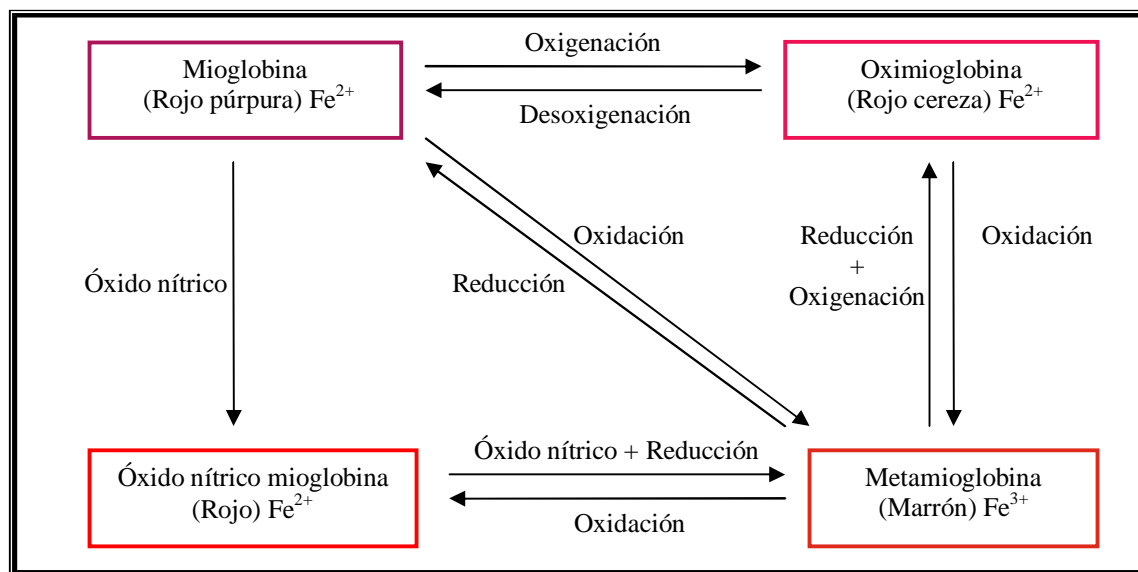 Oxigenación
Mioglobina
(Rojo púrpura) Fe2+
Oximioglobina
(Rojo cereza) Fe2+
Desoxigenación
Oxidación
Reducción
Óxido nítrico
Reducción
+
Oxigenación
Oxidación
Óxido nítrico + Reducción
Óxido nítrico mioglobina
(Rojo) Fe2+
Metamioglobina
(Marrón) Fe3+
Oxidación